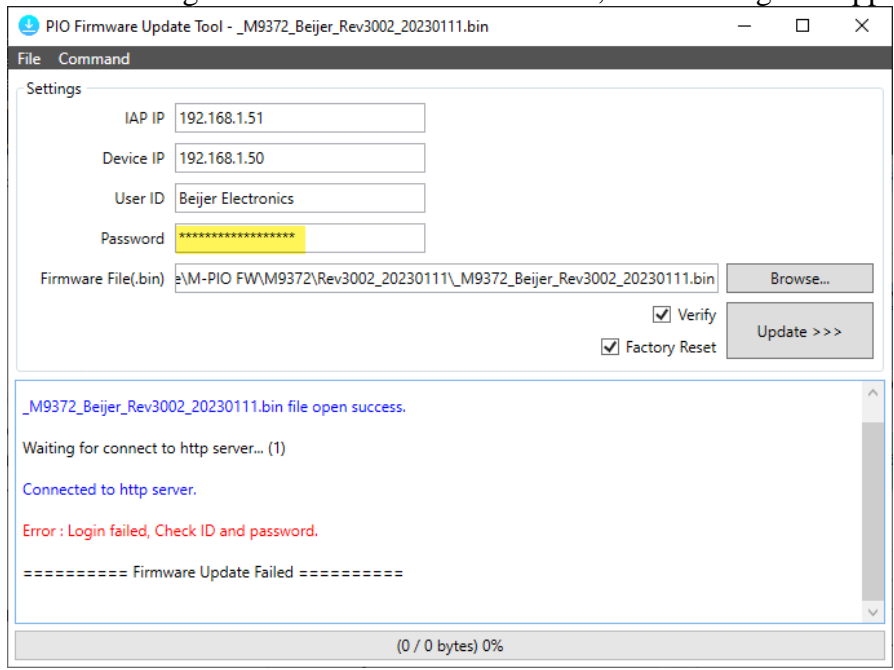 PIO Firmware Update Tool - _M9372_Beijer_Rev3002_20230111.bin
File Command
Settings
IAP IP 192.168.1.51
Device IP 192.168.1.50
User ID Beijer Electronics
Password ******************
Firmware File(.bin) e\M-PIO FW\M9372\Rev3002_20230111\_M9372_Beijer_Rev3002_20230111.bin Browse...
Verify
Factory Reset
Update >>>
_M9372_Beijer_Rev3002_20230111.bin file open success.
Waiting for connect to http server... (1)
Connected to http server.
Error : Login failed, Check ID and password.
========== Firmware Update Failed ==========
(0 / 0 bytes) 0%